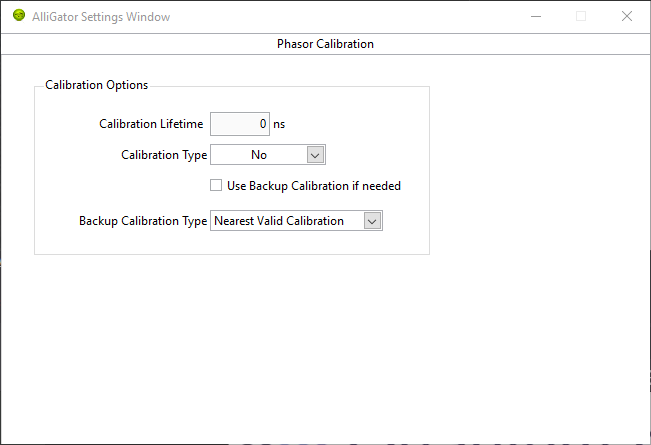 AlliGator Settings Window
Phasor Calibration
Calibration Options
Calibration Lifetime 0 ns
Calibration Type No
Use Backup Calibration if needed
Backup Calibration Type Nearest Valid Calibration